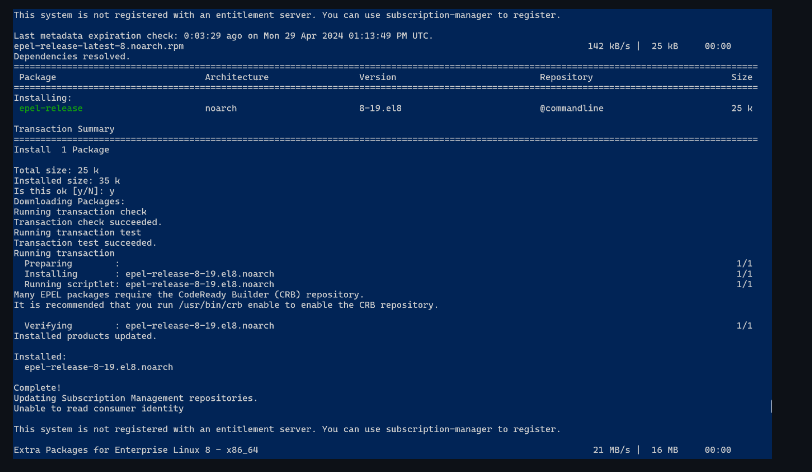 This system is not registered with an entitlement server. You can use subscription-manager to register.
Last metadata expiration check: 0:03:29 ago on Mon 29 Apr 2024 01:13:49 PM UTC.
epel-release-latest-8.noarch.rpm 142 kB/s | 25 kB 00:00
Dependencies resolved.
================================================================================
Package Architecture Version Repository Size
================================================================================
Installing:
epel-release noarch 8-19.el8 @commandline 25 k
Transaction Summary
================================================================================
Install 1 Package
Total size: 25 k
Installed size: 35 k
Is this ok [y/N]: y
Downloading Packages:
Running transaction check
Transaction check succeeded.
Running transaction test
Transaction test succeeded.
Running transaction
Preparing : 1/1
Installing : epel-release-8-19.el8.noarch 1/1
Running scriptlet: epel-release-8-19.el8.noarch 1/1
Many EPEL packages require the CodeReady Builder (CRB) repository.
It is recommended that you run /usr/bin/crb enable to enable the CRB repository.
Verifying : epel-release-8-19.el8.noarch 1/1
Installed products updated.
Installed:
epel-release-8-19.el8.noarch
Complete!
Updating Subscription Management repositories.
Unable to read consumer identity
This system is not registered with an entitlement server. You can use subscription-manager to register.
Extra Packages for Enterprise Linux 8 - x86_64 21 MB/s | 16 MB 00:00